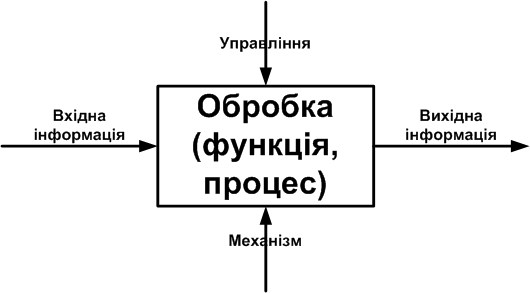 Управління
Вхідна
інформація
Обробка
(функція,
процес)
Вихідна
інформація
Механізм